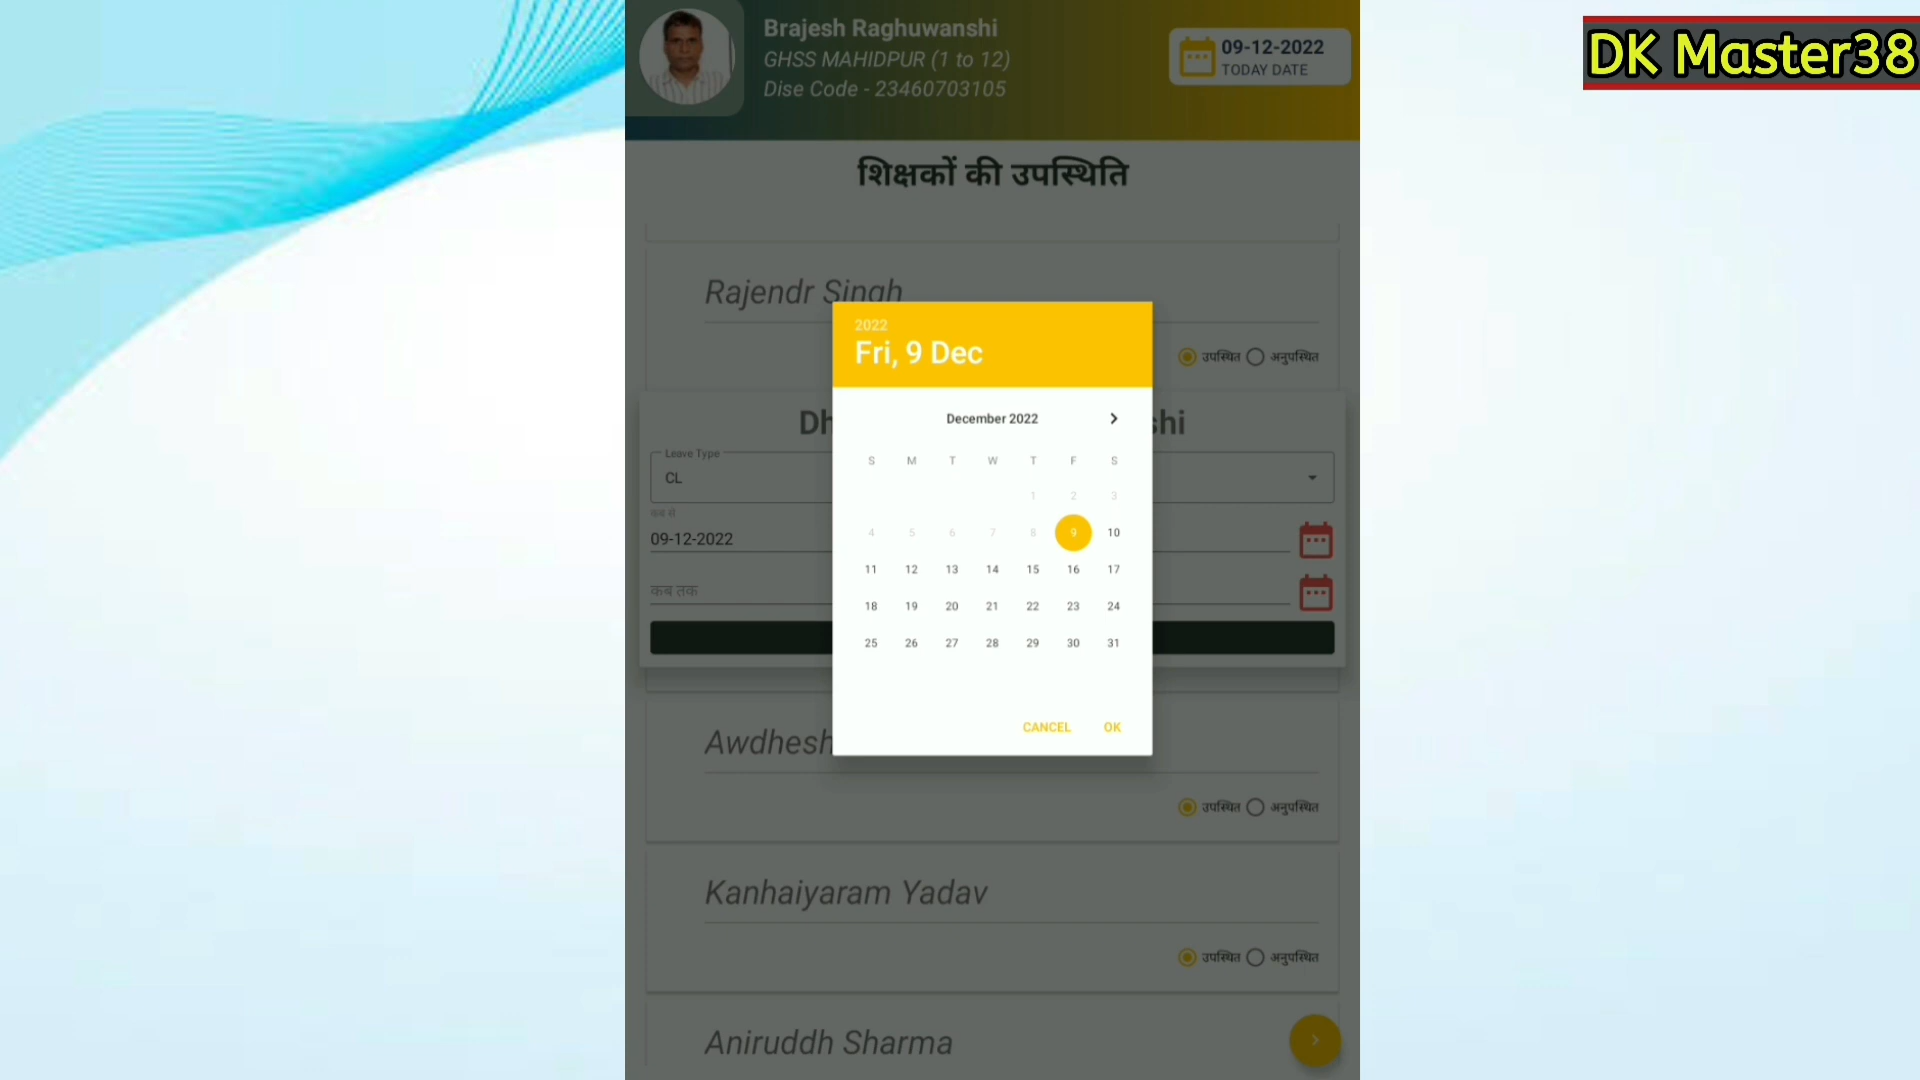 DK Master38
Brajesh Raghuwanshi
GHSS MAHIDPUR (1 to 12)
Dise Code - 23460703105
09-12-2022
TODAY DATE
शिक्षकों की उपस्थिति
Rajendr Singh
उपस्थित अनुपस्थित
Dh shi
Leave Type
CL
कब से
09-12-2022
कब तक
2022
Fri, 9 Dec
December 2022
S M T W T F S
1 2 3
4 5 6 7 8 9 10
11 12 13 14 15 16 17
18 19 20 21 22 23 24
25 26 27 28 29 30 31
CANCEL OK
Awdhesh
उपस्थित अनुपस्थित
Kanhaiyaram Yadav
उपस्थित अनुपस्थित
Aniruddh Sharma